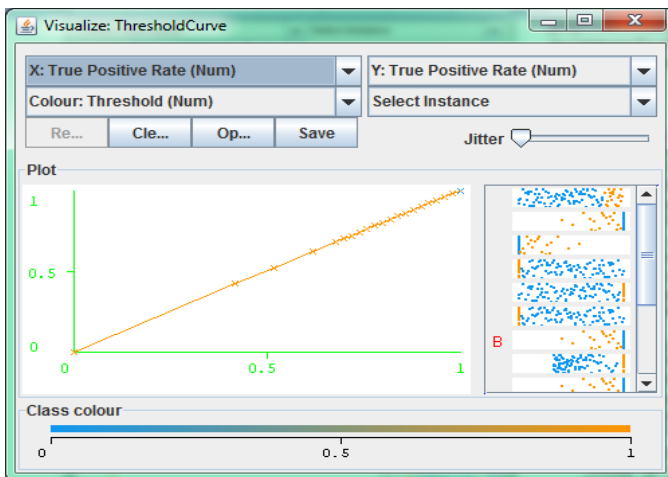 Visualize: ThresholdCurve
X: True Positive Rate (Num) Y: True Positive Rate (Num)
Colour: Threshold (Num) Select Instance
Re... Cle... Op... Save Jitter
Plot
1
0.5
0
0 0.5 1
B
Class colour
0 0.5 1